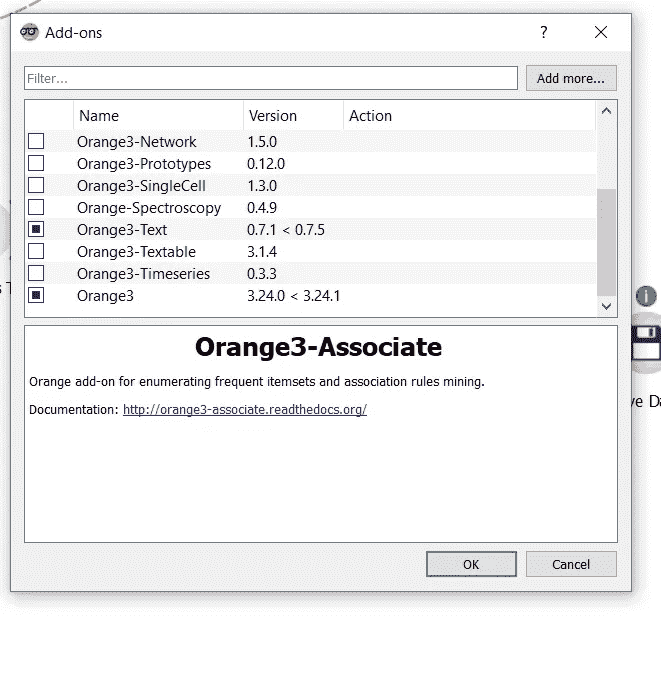 Add-ons
?
Filter...
Add more...
Name Version Action
Orange3-Network 1.5.0
Orange3-Prototypes 0.12.0
Orange3-SingleCell 1.3.0
Orange-Spectroscopy 0.4.9
Orange3-Text 0.7.1 < 0.7.5
Orange3-Textable 3.1.4
Orange3-Timeseries 0.3.3
Orange3 3.24.0 < 3.24.1
Orange3-Associate
Orange add-on for enumerating frequent itemsets and association rules mining.
Documentation: http://orange3-associate.readthedocs.org/
OK Cancel